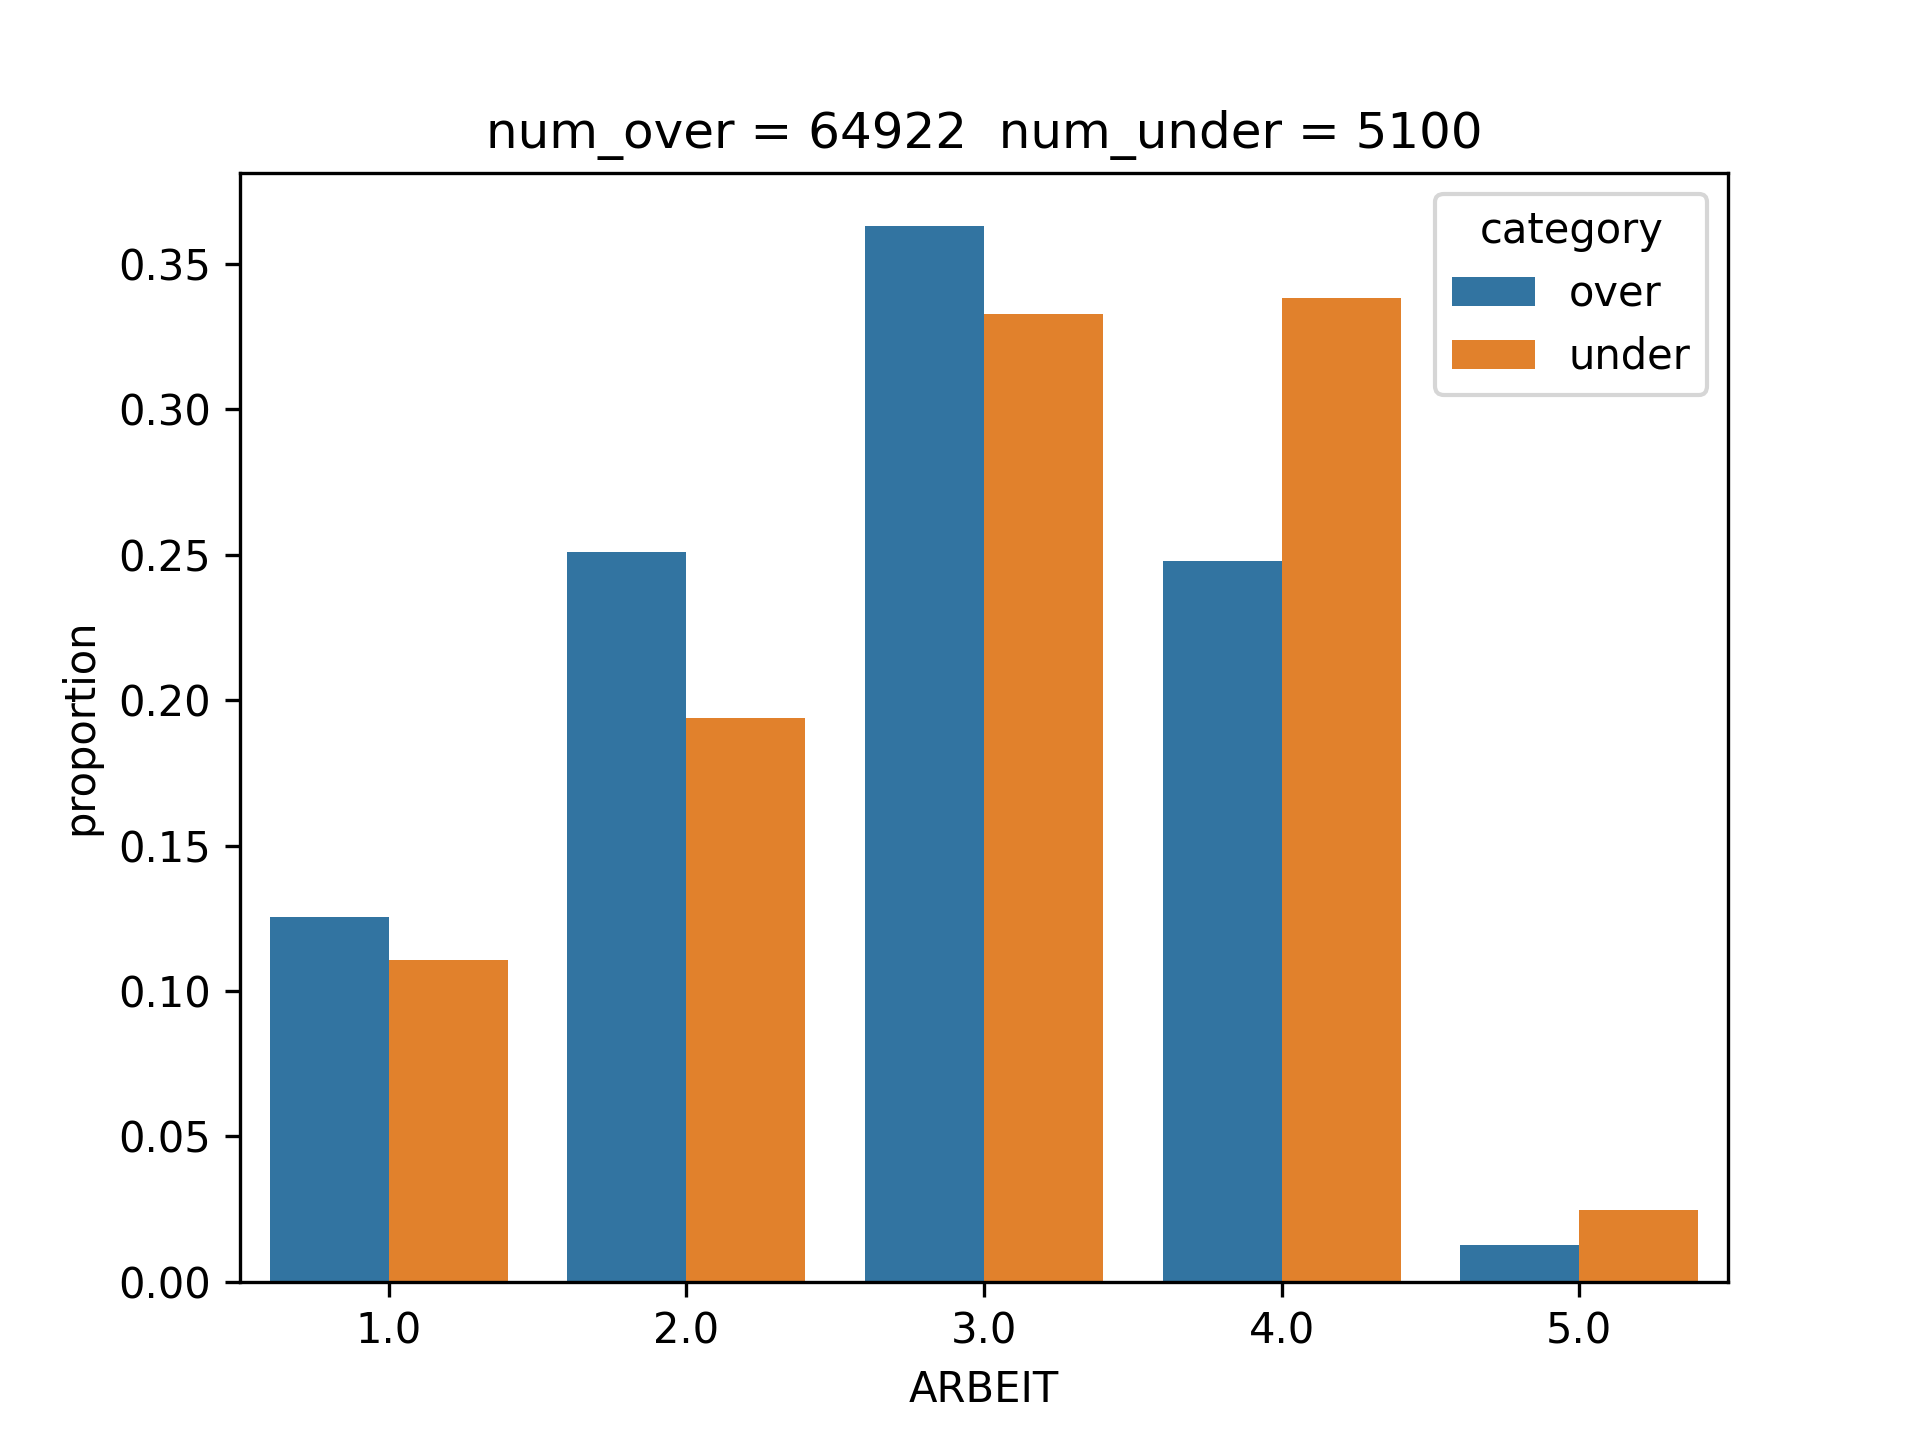 num_over = 64922  num_under = 5100
category
over
under
proportion
0.35
0.30
0.25
0.20
0.15
0.10
0.05
0.00
1.0 2.0 3.0 4.0 5.0
ARBEIT